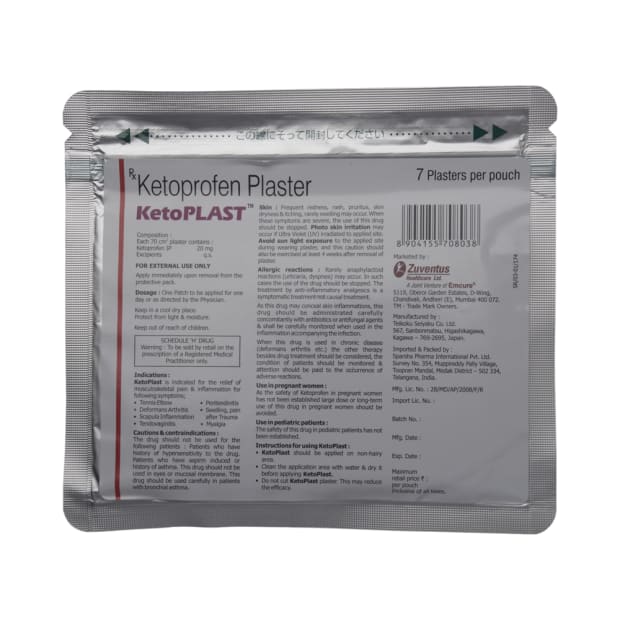 この線にそって開封してください
Rx Ketoprofen Plaster
KetoPLAST™
7 Plasters per pouch
Composition :
Each 70 cm² plaster contains :
Ketoprofen IP 20 mg
Excipients q.s.
FOR EXTERNAL USE ONLY
Apply immediately upon removal from the
protective pack.
Dosage : One Patch to be applied for one
day or as directed by the Physician.
Keep in a cool dry place.
Protect from light & moisture.
Keep out of reach of children.
SCHEDULE 'H' DRUG
Warning : To be sold by retail on the
prescription of a Registered Medical
Practitioner only.
Indications :
KetoPlast is indicated for the relief of
musculoskeletal pain & inflammation for
following symptoms;
• Tennis Elbow
• Deformans Arthritis
• Scapula Inflammation
• Tendovaginitis
• Peritendinitis
• Swelling, pain
after Trauma
• Myalgia
Cautions & contraindications :
The drug should not be used for the
following patients : Patients who have
history of hypersensitivity to the drug.
Patients who have aspirin induced or
history of asthma. This drug should not be
used in eyes or mucosal membrane. This
drug should be used carefully in patients
with bronchial asthma.
Skin : Frequent redness, rash, pruritus, skin
dryness & itching, rarely swelling may occur. When
these symptoms are severe, the use of this drug
should be stopped. Photo skin irritation may
occur if Ultra Violet (UV) irradiated to applied site.
Avoid sun light exposure to the applied site
during wearing plaster, and this caution should
also be exercised at least 4 weeks after removal of
plaster.
Allergic reactions : Rarely anaphylactoid
reactions [urticaria, dyspnea] may occur. In such
cases the use of drug should be stopped. The
treatment by anti-inflammatory analgesics is a
symptomatic treatment not causal treatment.
As this drug may conceal skin inflammations, this
drug should be administrated carefully
concomitantly with antibiotics or antifungal agents
& shall be carefully monitored when used in the
inflammation accompanying the infection.
When this drug is used in chronic disease
(deformans arthritis etc.) the other therapy
besides drug treatment should be considered, the
condition of patients should be monitored &
attention should be paid to the occurrence of
adverse reactions.
Use in pregnant women :
As the safety of Ketoprofen in pregnant women
has not been established large dose or long-term
use of this drug in pregnant women should be
avoided.
Use in pediatric patients :
The safety of this drug in pediatric patients has not
been established.
Instructions for using KetoPlast :
• KetoPlast should be applied on non-hairy
area.
• Clean the application area with water & dry it
before applying KetoPlast.
• Do not cut KetoPlast plaster. This may reduce
the efficacy.
8 904155 708038
Marketed by :
Zuventus
Healthcare Ltd.
A Joint Venture of Emcure®
5119, Oberoi Garden Estates, D-Wing,
Chandivali, Andheri (E), Mumbai 400 072.
TM - Trade Mark Owners.
Manufactured by :
Teikoku Seiyaku Co. Ltd.
567, Sanbonmatsu, Higashikagawa,
Kagawa - 769-2695, Japan.
Imported & Packed by :
Sparsha Pharma International Pvt. Ltd.
Survey No. 354, Muppireddy Pally Village,
Toopran Mandal, Medak District - 502 334,
Telangana, India.
Mfg. Lic. No. : 28/MD/AP/2008/F/R
Import Lic. No. :
Batch No. :
Mfg. Date :
Exp. Date :
Maximum
retail price ₹ :
per pouch
Inclusive of all taxes.